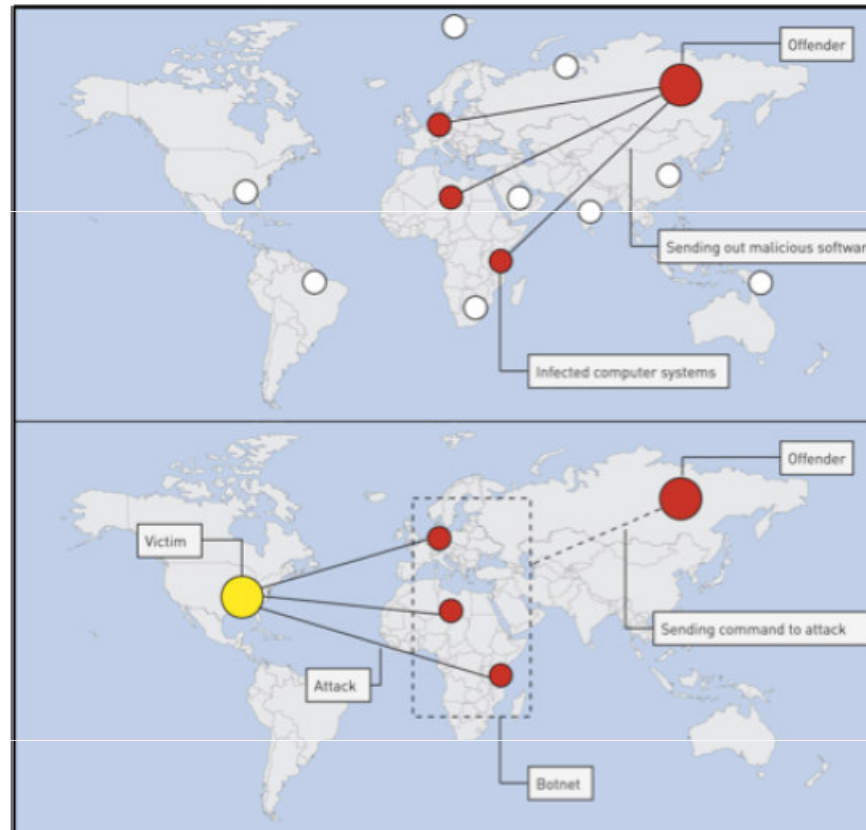 Offender
Sending out malicious softwar
Infected computer systems
Offender
Victim
Sending command to attack
Attack
Botnet